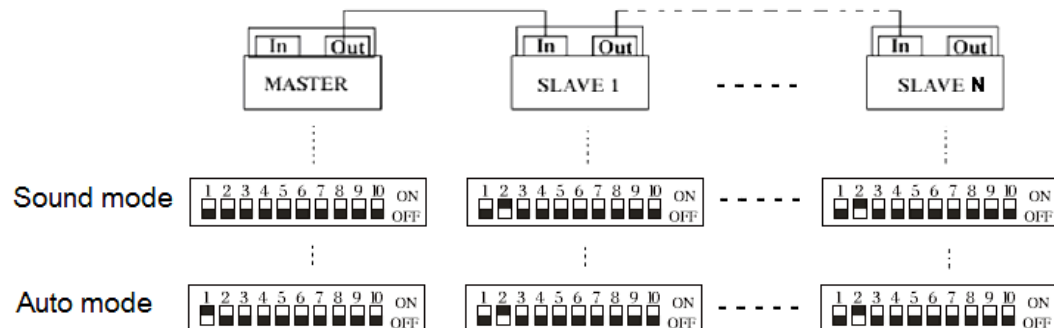 In Out In Out In Out
MASTER SLAVE 1 SLAVE N
Sound mode 1 2 3 4 5 6 7 8 9 10 ON 1 2 3 4 5 6 7 8 9 10 ON 1 2 3 4 5 6 7 8 9 10 ON
OFF OFF OFF
Auto mode 1 2 3 4 5 6 7 8 9 10 ON 1 2 3 4 5 6 7 8 9 10 ON 1 2 3 4 5 6 7 8 9 10 ON
OFF OFF OFF